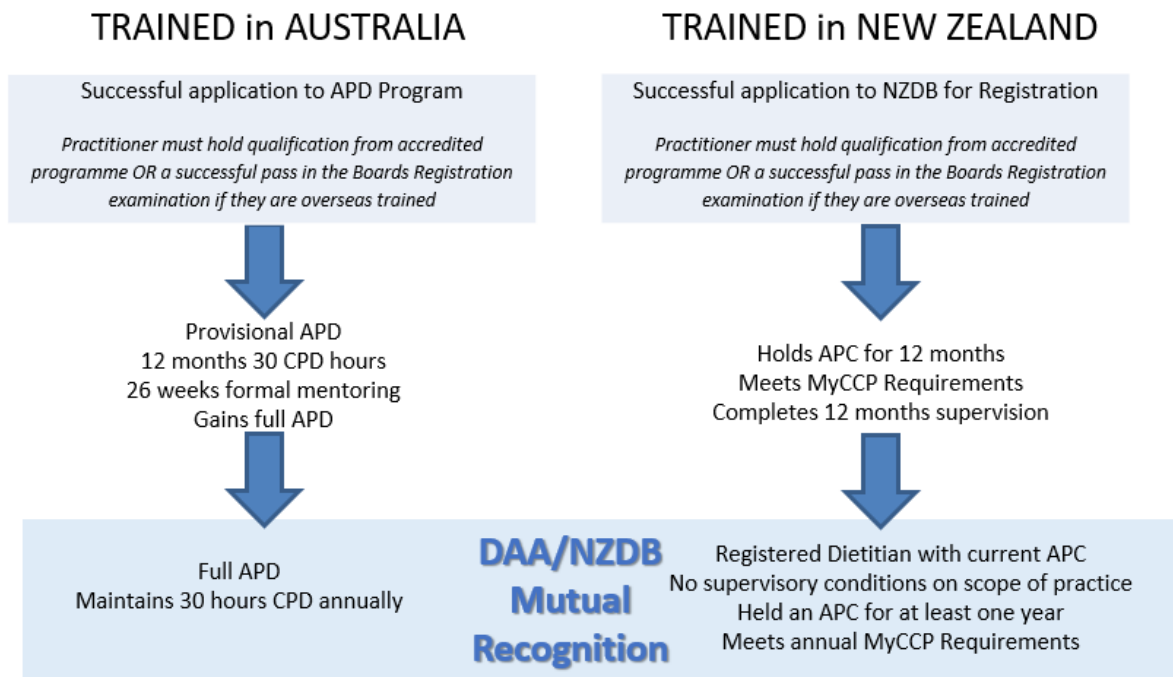 TRAINED in AUSTRALIA
Successful application to APD Program
Practitioner must hold qualification from accredited
programme OR a successful pass in the Boards Registration
examination if they are overseas trained
Provisional APD
12 months 30 CPD hours
26 weeks formal mentoring
Gains full APD
Full APD
Maintains 30 hours CPD annually
TRAINED in NEW ZEALAND
Successful application to NZDB for Registration
Practitioner must hold qualification from accredited
programme OR a successful pass in the Boards Registration
examination if they are overseas trained
Holds APC for 12 months
Meets MyCCP Requirements
Completes 12 months supervision
DAA/NZDB
Mutual
Recognition
Registered Dietitian with current APC
No supervisory conditions on scope of practice
Held an APC for at least one year
Meets annual MyCCP Requirements